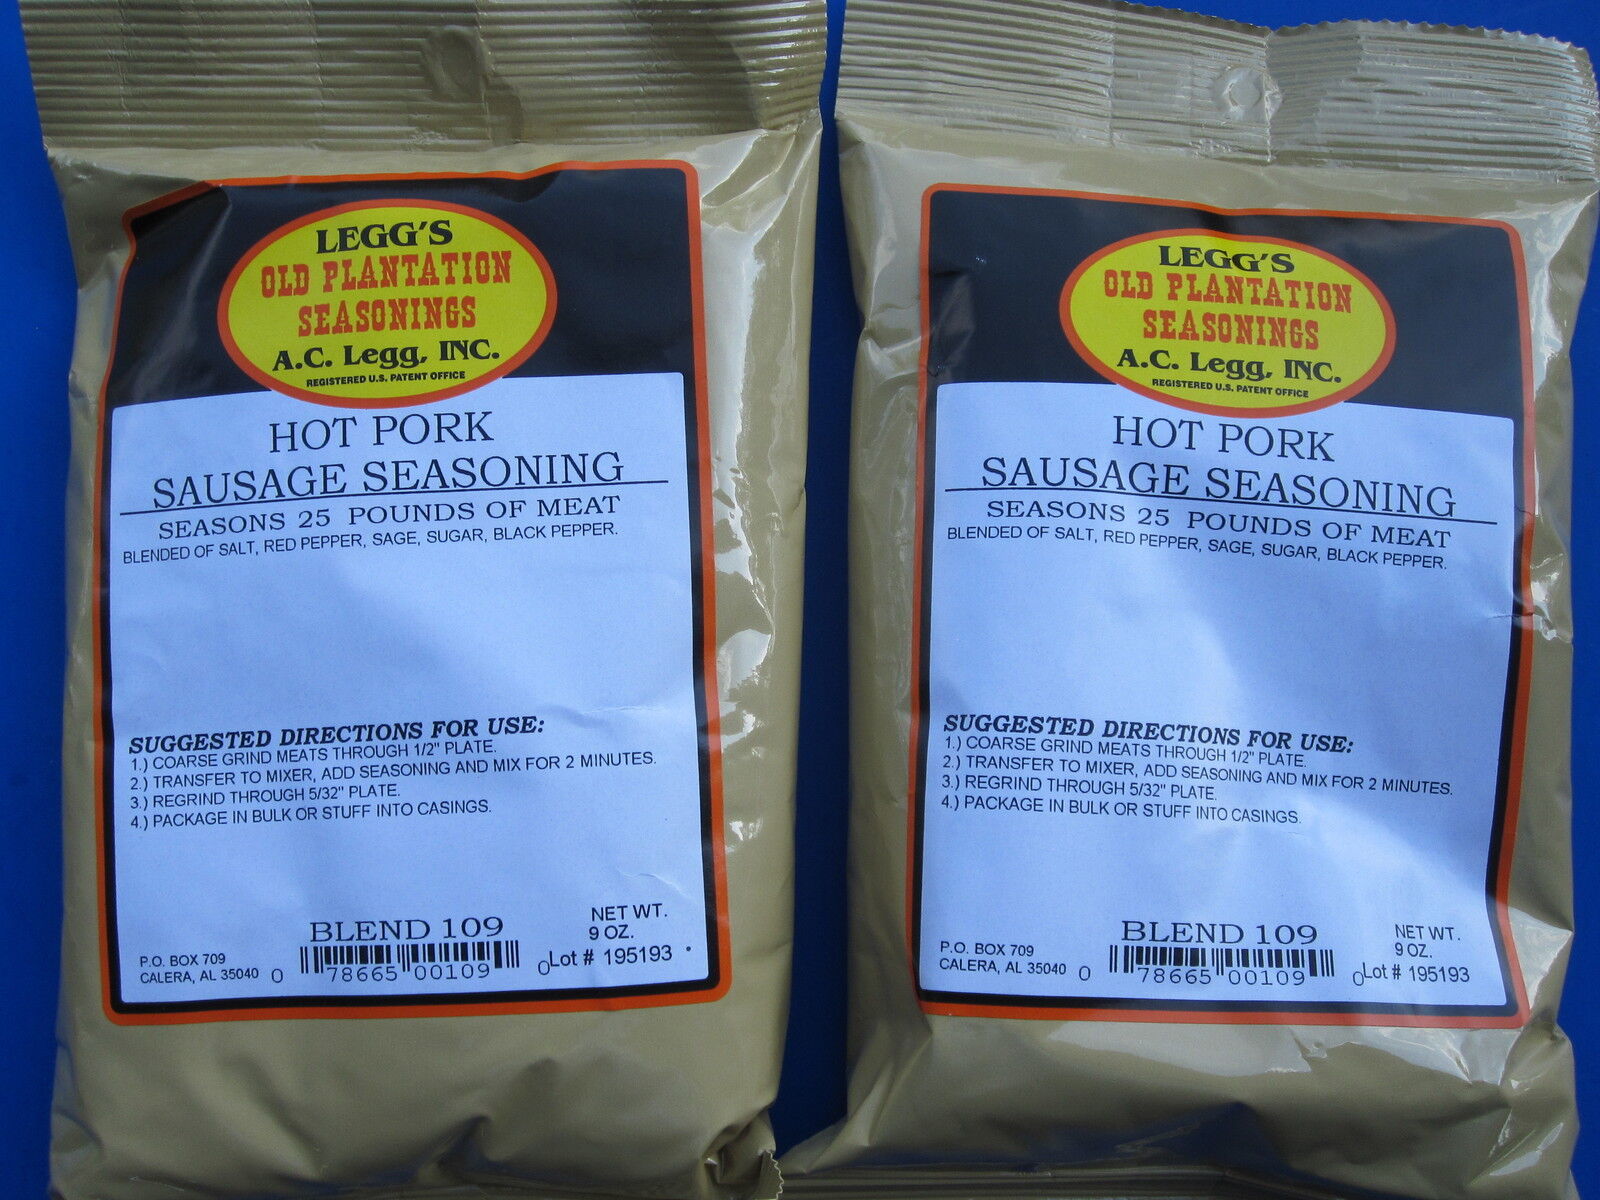 LEGG'S
OLD PLANTATION
SEASONINGS
A.C. Legg, INC.
REGISTERED U.S. PATENT OFFICE
HOT PORK
SAUSAGE SEASONING
SEASONS 25 POUNDS OF MEAT
BLENDED OF SALT, RED PEPPER, SAGE, SUGAR, BLACK PEPPER.
SUGGESTED DIRECTIONS FOR USE:
1.) COARSE GRIND MEATS THROUGH 1/2" PLATE.
2.) TRANSFER TO MIXER, ADD SEASONING AND MIX FOR 2 MINUTES.
3.) REGRIND THROUGH 5/32" PLATE.
4.) PACKAGE IN BULK OR STUFF INTO CASINGS.
BLEND 109
NET WT.
9 OZ.
P.O. BOX 709
CALERA, AL 35040
0 78665 00109 0
Lot # 195193
LEGG'S
OLD PLANTATION
SEASONINGS
A.C. Legg, INC.
REGISTERED U.S. PATENT OFFICE
HOT PORK
SAUSAGE SEASONING
SEASONS 25 POUNDS OF MEAT
BLENDED OF SALT, RED PEPPER, SAGE, SUGAR, BLACK PEPPER.
SUGGESTED DIRECTIONS FOR USE:
1.) COARSE GRIND MEATS THROUGH 1/2" PLATE.
2.) TRANSFER TO MIXER, ADD SEASONING AND MIX FOR 2 MINUTES.
3.) REGRIND THROUGH 5/32" PLATE.
4.) PACKAGE IN BULK OR STUFF INTO CASINGS.
BLEND 109
NET WT.
9 OZ.
P.O. BOX 709
CALERA, AL 35040
0 78665 00109 0
Lot # 195193